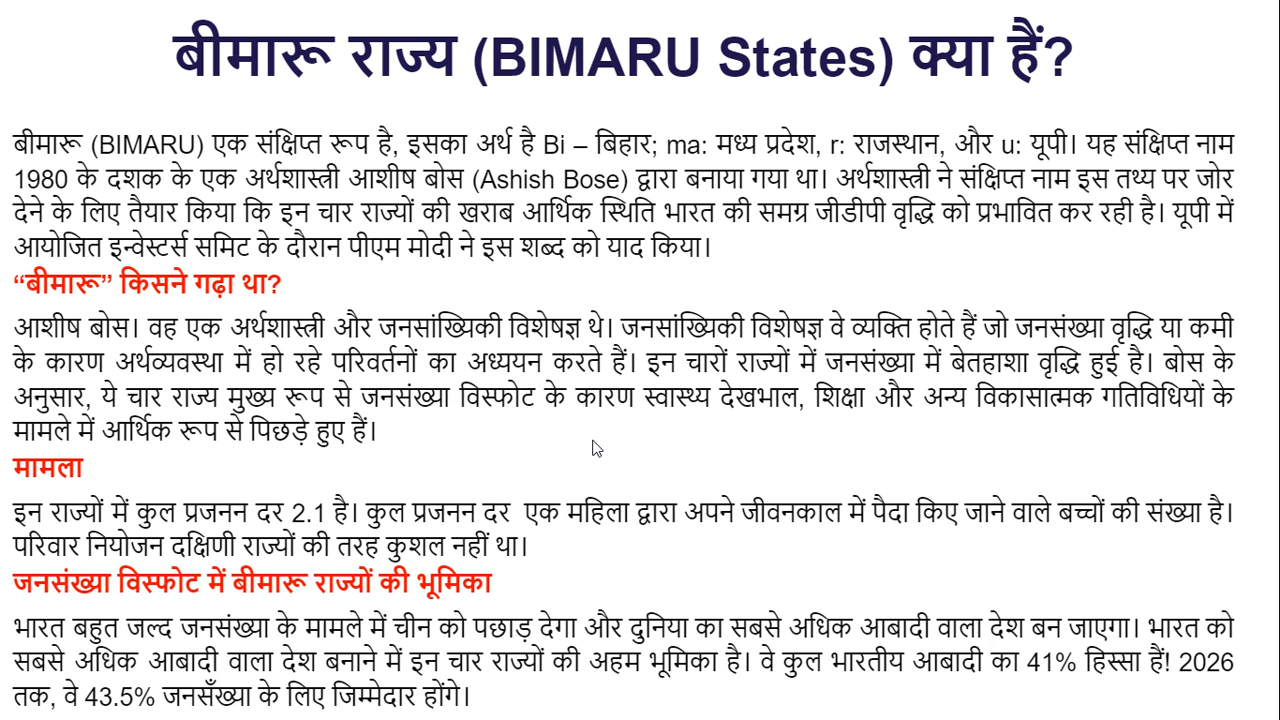 बीमारू राज्य (BIMARU States) क्या हैं?
बीमारू (BIMARU) एक संक्षिप्त रूप है, इसका अर्थ है Bi – बिहार; ma: मध्य प्रदेश, r: राजस्थान, और u: यूपी। यह संक्षिप्त नाम
1980 के दशक के एक अर्थशास्त्री आशीष बोस (Ashish Bose) द्वारा बनाया गया था। अर्थशास्त्री ने संक्षिप्त नाम इस तथ्य पर जोर
देने के लिए तैयार किया कि इन चार राज्यों की खराब आर्थिक स्थिति भारत की समग्र जीडीपी वृद्धि को प्रभावित कर रही है। यूपी में
आयोजित इन्वेस्टर्स समिट के दौरान पीएम मोदी ने इस शब्द को याद किया।
“बीमारू” किसने गढ़ा था?
आशीष बोस। वह एक अर्थशास्त्री और जनसांख्यिकी विशेषज्ञ थे। जनसांख्यिकी विशेषज्ञ वे व्यक्ति होते हैं जो जनसंख्या वृद्धि या कमी
के कारण अर्थव्यवस्था में हो रहे परिवर्तनों का अध्ययन करते हैं। इन चारों राज्यों में जनसंख्या में बेतहाशा वृद्धि हुई है। बोस के
अनुसार, ये चार राज्य मुख्य रूप से जनसंख्या विस्फोट के कारण स्वास्थ्य देखभाल, शिक्षा और अन्य विकासात्मक गतिविधियों के
मामले में आर्थिक रूप से पिछड़े हुए हैं।
मामला
इन राज्यों में कुल प्रजनन दर 2.1 है। कुल प्रजनन दर एक महिला द्वारा अपने जीवनकाल में पैदा किए जाने वाले बच्चों की संख्या है।
परिवार नियोजन दक्षिणी राज्यों की तरह कुशल नहीं था।
जनसंख्या विस्फोट में बीमारू राज्यों की भूमिका
भारत बहुत जल्द जनसंख्या के मामले में चीन को पछाड़ देगा और दुनिया का सबसे अधिक आबादी वाला देश बन जाएगा। भारत को
सबसे अधिक आबादी वाला देश बनाने में इन चार राज्यों की अहम भूमिका है। वे कुल भारतीय आबादी का 41% हिस्सा हैं! 2026
तक, वे 43.5% जनसँख्या के लिए जिम्मेदार होंगे।